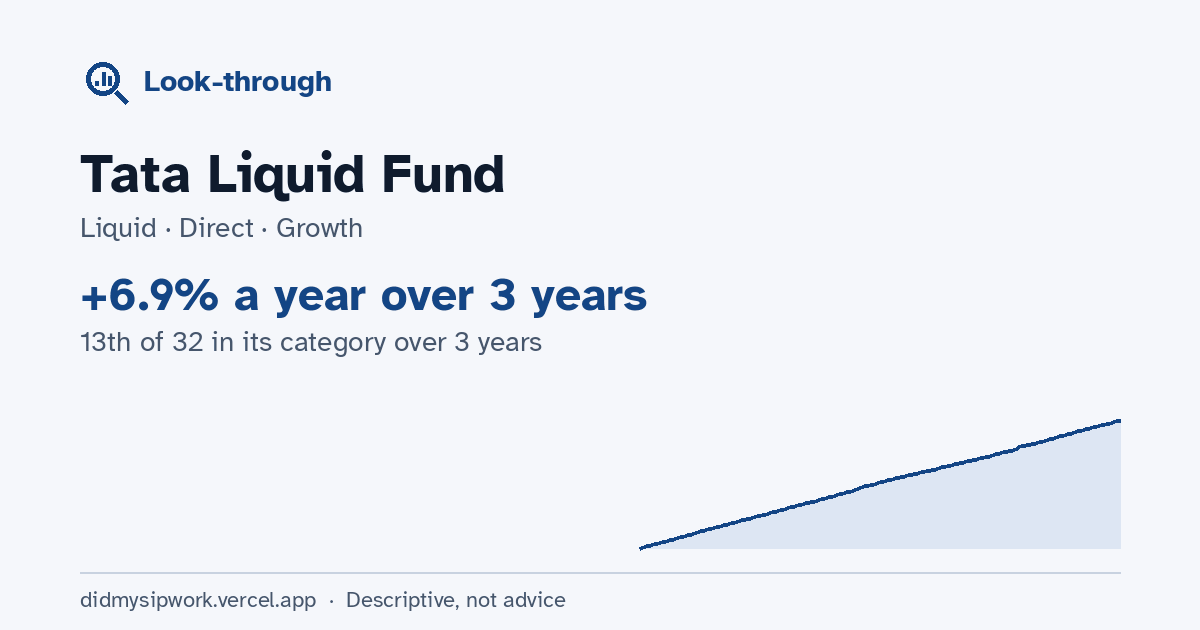 Look-through
Tata Liquid Fund
Liquid · Direct · Growth
+6.9% a year over 3 years
13th of 32 in its category over 3 years
didmysipwork.vercel.app · Descriptive, not advice